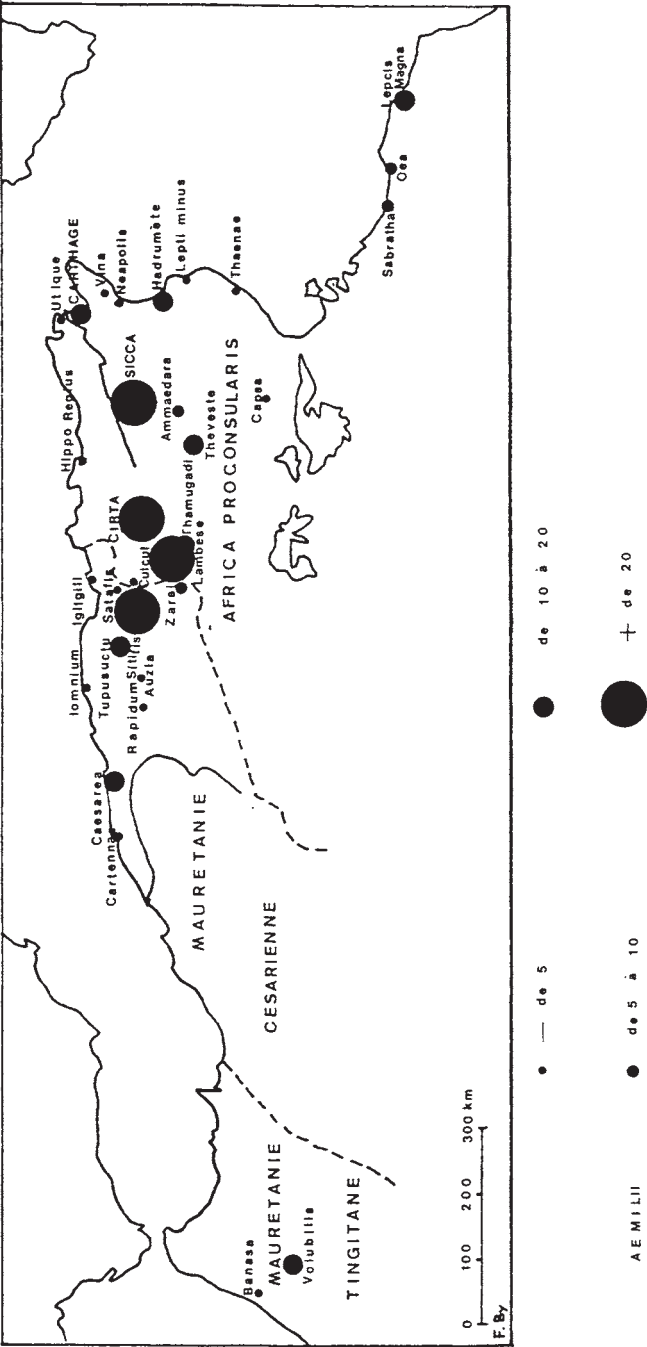 Utique
CARTHAGE
Vina
Neapolis
Hadrumète
Lepti minus
Thaenae
Lepcis
Magna
Oea
Sabratha
Hippo Regius
SICCA
Ammaedara
Theveste
Capsa
AFRICA PROCONSULARIS
CIRTA
Thamugadi
Lambese
Igilgili
Satafis
Cuicul
Zarai
Iomnium
Tupusuctu
Sitifis
Rapidum
Auzia
Caesarea
Cartenna
MAURETANIE
CESARIENNE
MAURETANIE
TINGITANE
Banasa
Volubilis
0 100 200 300 km
F. By
— de 5
de 10 à 20
de 5 à 10
+ de 20
AEMILII